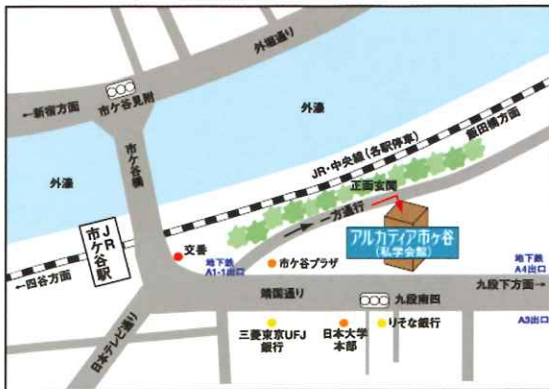 外堀通り
←新宿方面
市ケ谷見附
外濠
外濠
外濠
市ケ谷橋
JR・中央線(各駅停車)
飯田橋方面
正面玄関
一方通行
アルカディア市ヶ谷
(私学会館)
JR
市ケ谷駅
交番
地下鉄
A1-1出口
市ケ谷プラザ
地下鉄
A4出口
←四谷方面
靖国通り
九段南四
九段下方面→
日本テレビ通り
三菱東京UFJ
銀行
日本大学
本部
りそな銀行
A3出口